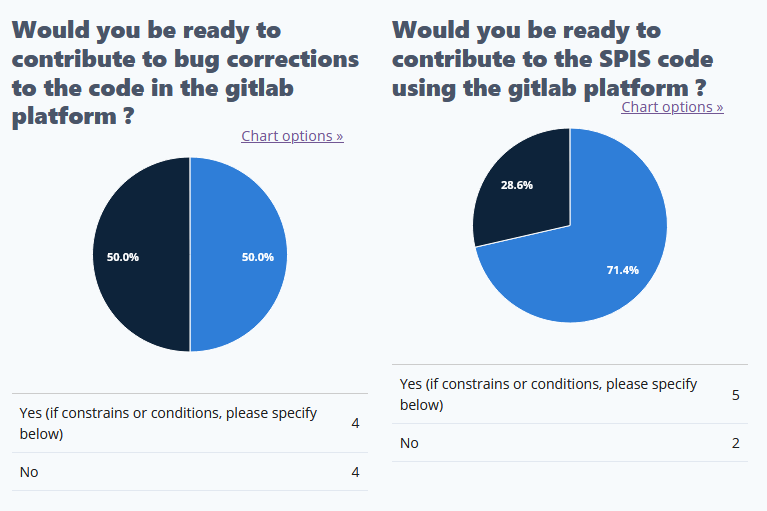 Would you be ready to
contribute to bug corrections
to the code in the gitlab
platform ?
Chart options »
50.0%
50.0%
Yes (if constrains or conditions, please specify
below)
4
No
4
Would you be ready to
contribute to the SPIS code
using the gitlab platform ?
Chart options »
28.6%
71.4%
Yes (if constrains or conditions, please specify
below)
5
No
2